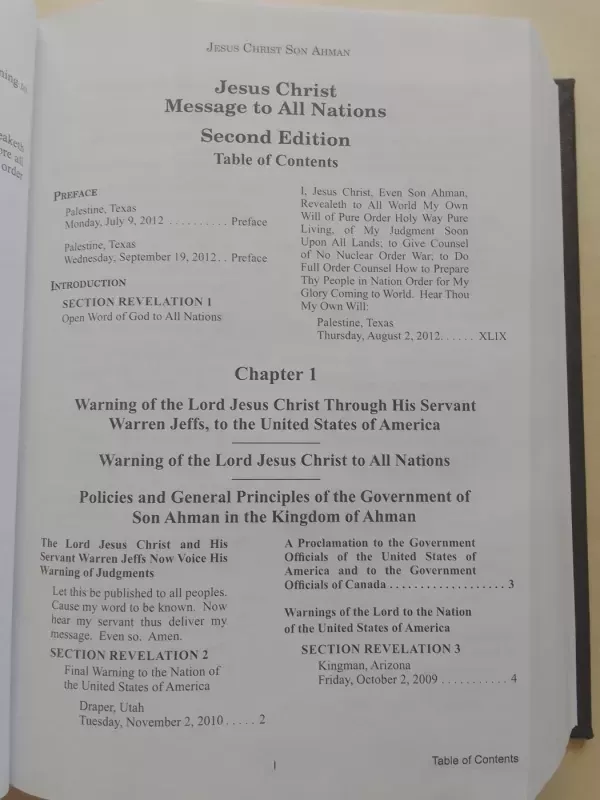 ning to
eaketh
ore all
order
JESUS CHRIST SON AHMAN
Jesus Christ
Message to All Nations
Second Edition
Table of Contents
PREFACE
Palestine, Texas
Monday, July 9, 2012 . . . . . . . . . . Preface
Palestine, Texas
Wednesday, September 19, 2012 . . Preface
INTRODUCTION
SECTION REVELATION 1
Open Word of God to All Nations
I, Jesus Christ, Even Son Ahman,
Revealeth to All World My Own
Will of Pure Order Holy Way Pure
Living, of My Judgment Soon
Upon All Lands; to Give Counsel
of No Nuclear Order War; to Do
Full Order Counsel How to Prepare
Thy People in Nation Order for My
Glory Coming to World. Hear Thou
My Own Will:
Palestine, Texas
Thursday, August 2, 2012. . . . . . XLIX
Chapter 1
Warning of the Lord Jesus Christ Through His Servant
Warren Jeffs, to the United States of America
Warning of the Lord Jesus Christ to All Nations
Policies and General Principles of the Government of
Son Ahman in the Kingdom of Ahman
The Lord Jesus Christ and His
Servant Warren Jeffs Now Voice His
Warning of Judgments
Let this be published to all peoples.
Cause my word to be known. Now
hear my servant thus deliver my
message. Even so. Amen.
SECTION REVELATION 2
Final Warning to the Nation of
the United States of America
Draper, Utah
Tuesday, November 2, 2010 . . . . . 2
A Proclamation to the Government
Officials of the United States of
America and to the Government
Officials of Canada . . . . . . . . . . . . . . . . . . 3
Warnings of the Lord to the Nation
of the United States of America
SECTION REVELATION 3
Kingman, Arizona
Friday, October 2, 2009 . . . . . . . . . . . 4
I
Table of Contents